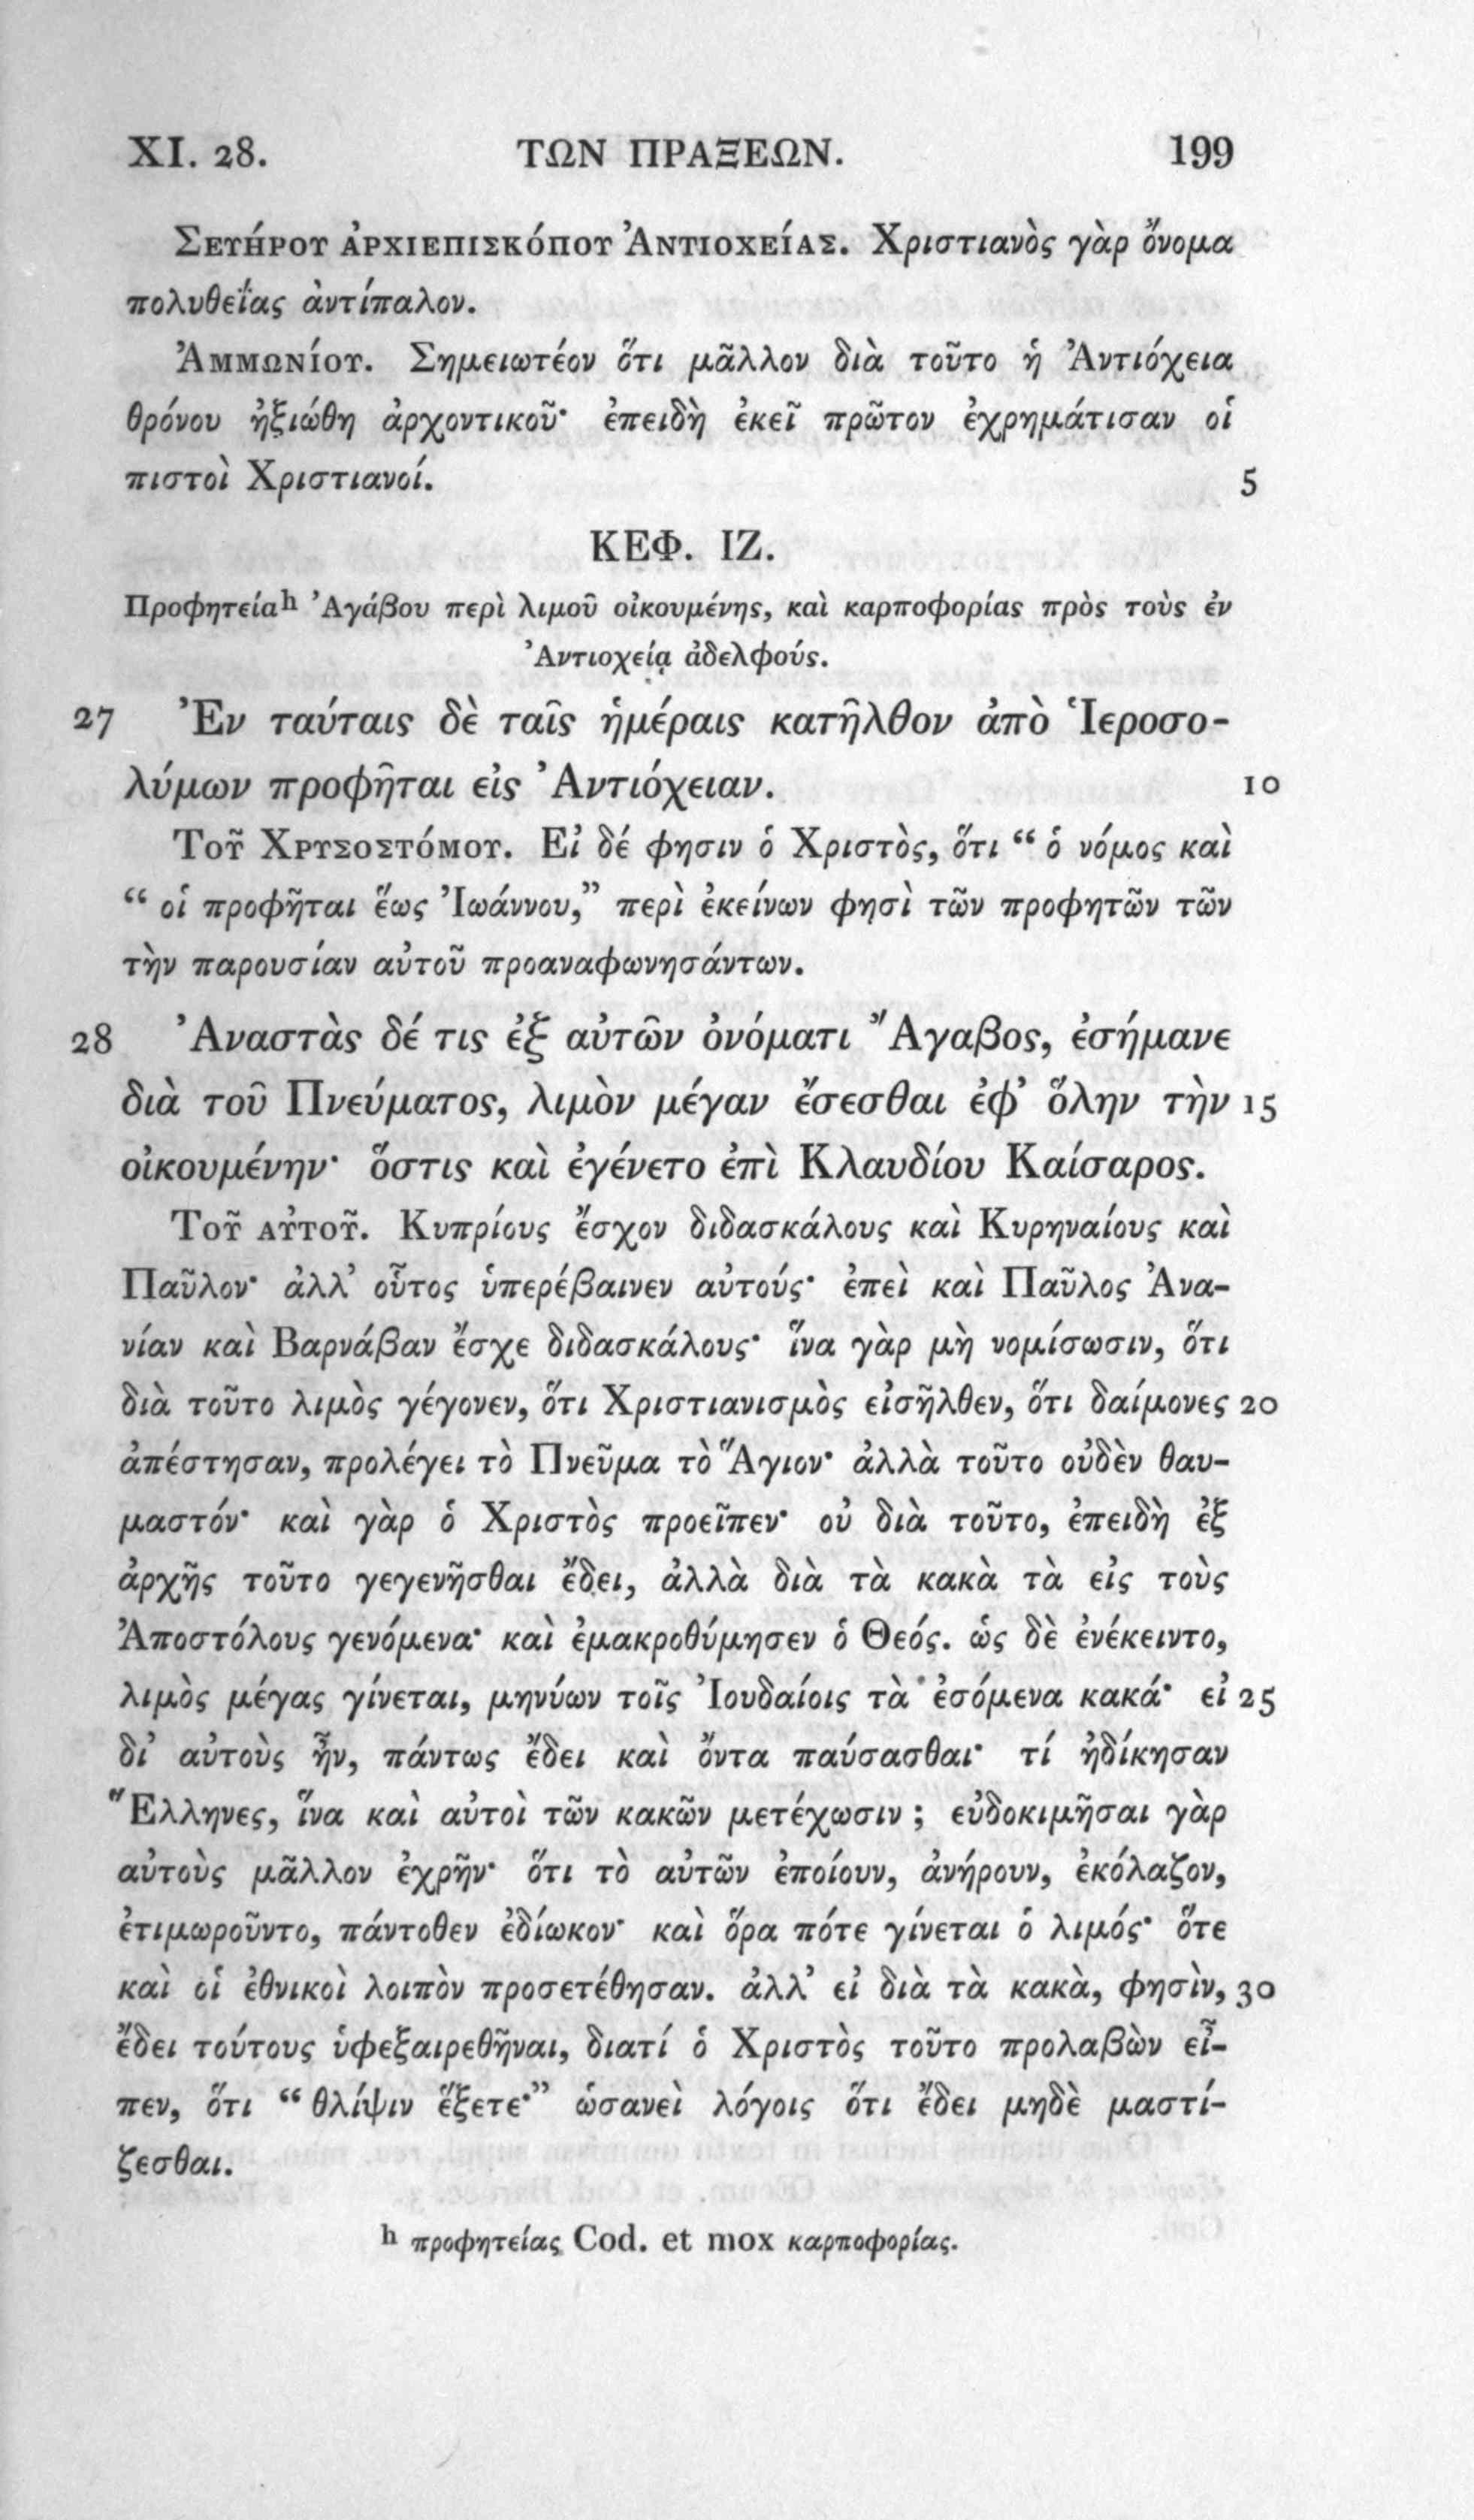 XI. 28. ΤΩΝ ΠΡΑΞΕΩΝ. 199
Σευήρου ἀρχιεπισκόπου Ἀντιοχείας. Χριστιανὸς γὰρ ὄνομα
πολυθεΐας ἀντίπαλον.
Ἀμμωνίου. Σημειωτέον ὅτι μᾶλλον διὰ τοῦτο ἡ Ἀντιόχεια
θρόνου ἠξιώθη ἀρχοντικοῦ· ἐπειδὴ ἐκεῖ πρῶτον ἐχρημάτισαν οἱ
πιστοὶ Χριστιανοί. 5
ΚΕΦ. ΙΖ.
Προφητείαʰ Ἀγάβου περὶ λιμοῦ οἰκουμένης, καὶ καρποφορίας πρὸς τοὺς ἐν
Ἀντιοχείᾳ ἀδελφούς.
27 Ἐν ταύταις δὲ ταῖς ἡμέραις κατῆλθον ἀπὸ Ἱεροσο-
λύμων προφῆται εἰς Ἀντιόχειαν. 10
Τοῦ Χρυσοστόμου. Εἰ δέ φησιν ὁ Χριστὸς, ὅτι “ ὁ νόμος καὶ
“ οἱ προφῆται ἕως Ἰωάννου,” περὶ ἐκείνων φησὶ τῶν προφητῶν τῶν
τὴν παρουσίαν αὐτοῦ προαναφωνησάντων.
28 Ἀναστὰς δέ τις ἐξ αὐτῶν ὀνόματι Ἄγαβος, ἐσήμανε
διὰ τοῦ Πνεύματος, λιμὸν μέγαν ἔσεσθαι ἐφ’ ὅλην τὴν 15
οἰκουμένην· ὅστις καὶ ἐγένετο ἐπὶ Κλαυδίου Καίσαρος.
Τοῦ αὐτοῦ. Κυπρίους ἔσχον διδασκάλους καὶ Κυρηναίους καὶ
Παῦλον· ἀλλ’ οὗτος ὑπερέβαινεν αὐτούς· ἐπεὶ καὶ Παῦλος Ἀνα-
νίαν καὶ Βαρνάβαν ἔσχε διδασκάλους· ἵνα γὰρ μὴ νομίσωσιν, ὅτι
διὰ τοῦτο λιμὸς γέγονεν, ὅτι Χριστιανισμὸς εἰσῆλθεν, ὅτι δαίμονες 20
ἀπέστησαν, προλέγει τὸ Πνεῦμα τὸ Ἅγιον· ἀλλὰ τοῦτο οὐδὲν θαυ-
μαστόν· καὶ γὰρ ὁ Χριστὸς προεῖπεν· οὐ διὰ τοῦτο, ἐπειδὴ ἐξ
ἀρχῆς τοῦτο γεγενῆσθαι ἔδει, ἀλλὰ διὰ τὰ κακὰ τὰ εἰς τοὺς
Ἀποστόλους γενόμενα· καὶ ἐμακροθύμησεν ὁ Θεός. ὡς δὲ ἐνέκειντο,
λιμὸς μέγας γίνεται, μηνύων τοῖς Ἰουδαίοις τὰ ἐσόμενα κακά· εἰ 25
δι’ αὐτοὺς ἦν, πάντως ἔδει καὶ ὄντα παύσασθαι· τί ἠδίκησαν
Ἕλληνες, ἵνα καὶ αὐτοὶ τῶν κακῶν μετέχωσιν ; εὐδοκιμῆσαι γὰρ
αὐτοὺς μᾶλλον ἐχρῆν· ὅτι τὸ αὐτῶν ἐποίουν, ἀνήρουν, ἐκόλαζον,
ἐτιμωροῦντο, πάντοθεν ἐδίωκον· καὶ ὅρα πότε γίνεται ὁ λιμός· ὅτε
καὶ οἱ ἐθνικοὶ λοιπὸν προσετέθησαν. ἀλλ’ εἰ διὰ τὰ κακὰ, φησὶν, 30
ἔδει τούτους ὑφεξαιρεθῆναι, διατί ὁ Χριστὸς τοῦτο προλαβὼν εἶ-
πεν, ὅτι “ θλίψιν ἕξετε·” ὡσανεὶ λόγοις ὅτι ἔδει μηδὲ μαστί-
ζεσθαι.
ʰ προφητείας Cod. et mox καρποφορίας.